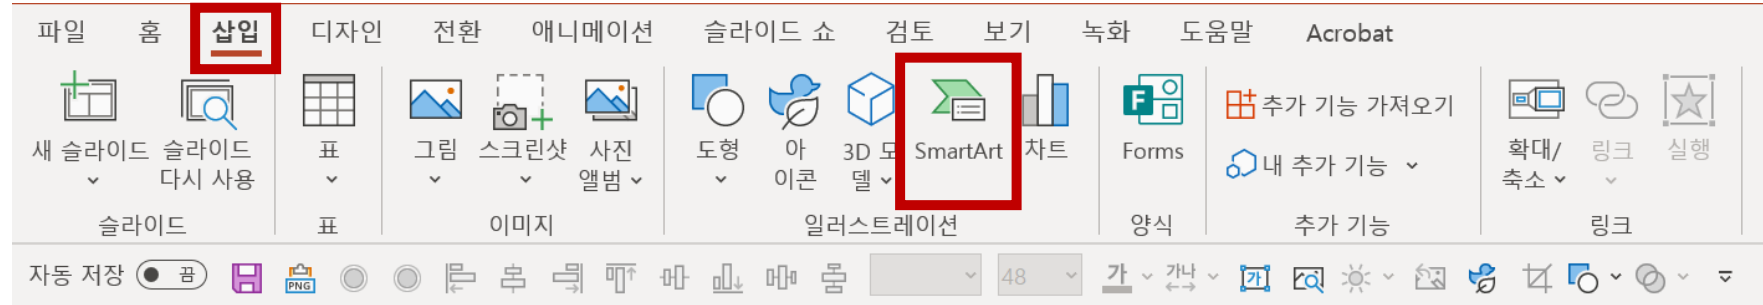 파일 홈 삽입 디자인 전환 애니메이션 슬라이드 쇼 검토 보기 녹화 도움말 Acrobat
새 슬라이드
슬라이드
다시 사용
표
그림
스크린샷
사진
앨범
도형
아
이콘
3D 모
델
SmartArt
차트
F
Forms
추가 기능 가져오기
내 추가 기능
확대/
축소
링크
실행
슬라이드 표 이미지 일러스트레이션 양식 추가 기능 링크
자동 저장 끔 PNG 48 가 가나 가